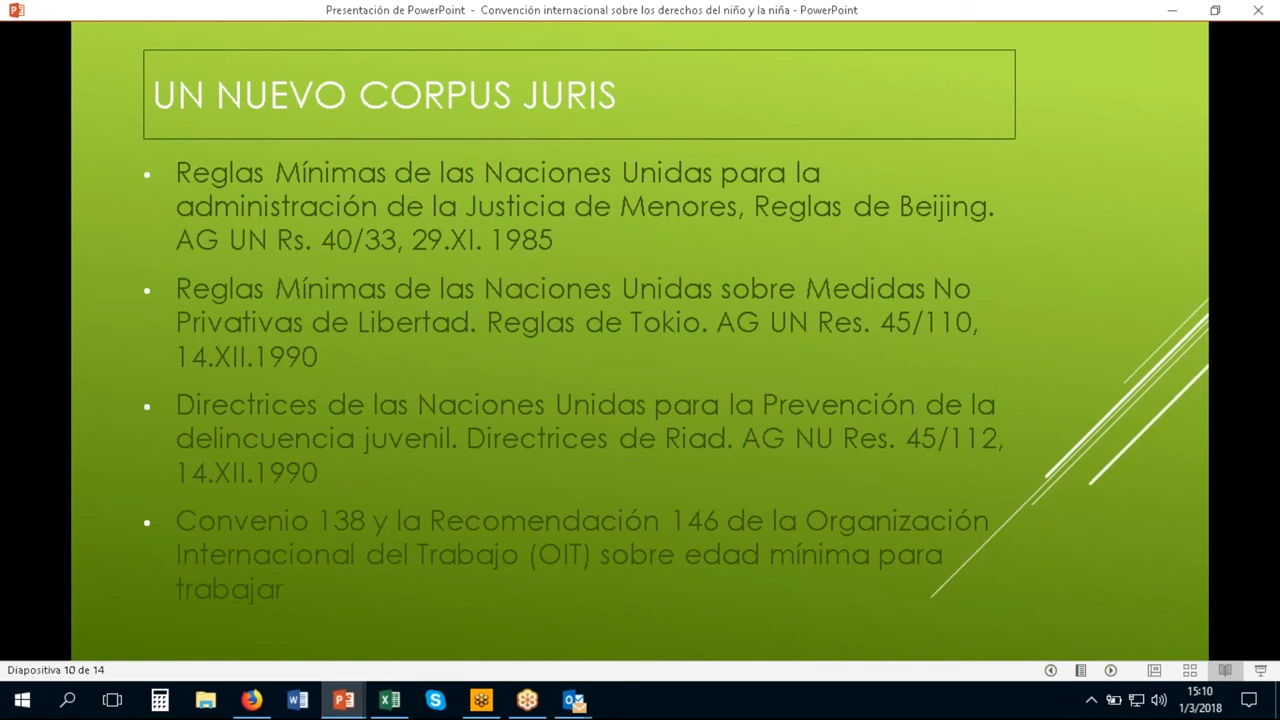 Presentación de PowerPoint - Convención internacional sobre los derechos del niño y la niña - PowerPoint
UN NUEVO CORPUS JURIS
• Reglas Mínimas de las Naciones Unidas para la
administración de la Justicia de Menores, Reglas de Beijing.
AG UN Rs. 40/33, 29.XI. 1985
• Reglas Mínimas de las Naciones Unidas sobre Medidas No
Privativas de Libertad. Reglas de Tokio. AG UN Res. 45/110,
14.XII.1990
• Directrices de las Naciones Unidas para la Prevención de la
delincuencia juvenil. Directrices de Riad. AG NU Res. 45/112,
14.XII.1990
• Convenio 138 y la Recomendación 146 de la Organización
Internacional del Trabajo (OIT) sobre edad mínima para
trabajar
Diapositiva 10 de 14
15:10
1/3/2018